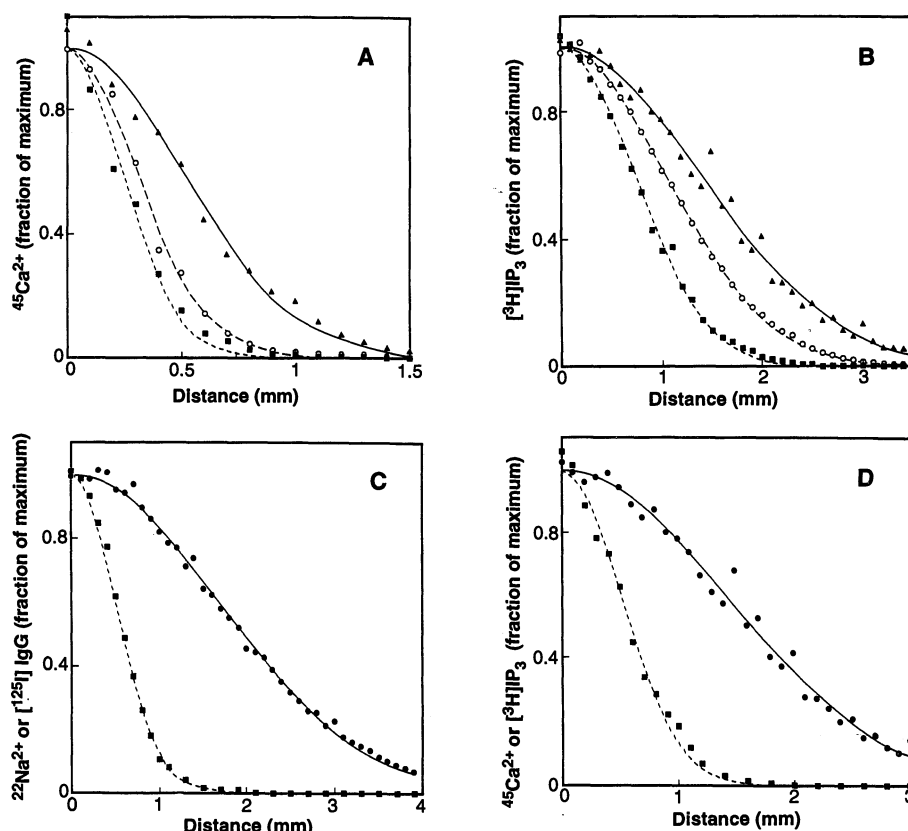 A
45Ca2+ (fraction of maximum)
0.8
0.4
0
0
0.5
1
1.5
Distance (mm)
B
[3H]IP3 (fraction of maximum)
0.8
0.4
0
0
1
2
3
Distance (mm)
C
22Na2+ or [125I] IgG (fraction of maximum)
0.8
0.4
0
0
1
2
3
4
Distance (mm)
D
45Ca2+ or [3H]IP3 (fraction of maximum)
0.8
0.4
0
0
1
2
3
Distance (mm)